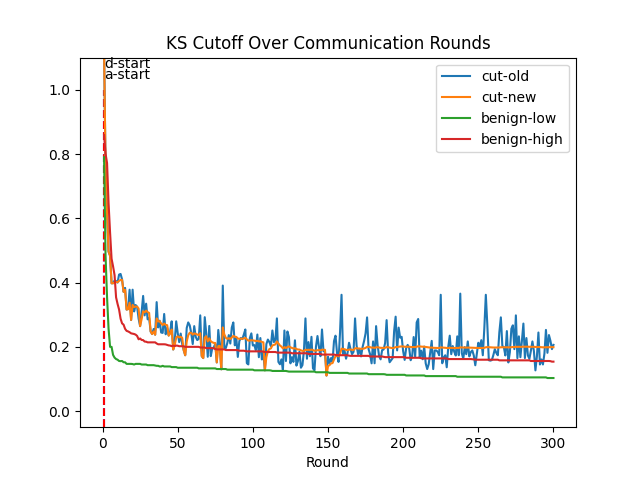 KS Cutoff Over Communication Rounds
d-start
a-start
cut-old
cut-new
benign-low
benign-high
1.0
0.8
0.6
0.4
0.2
0.0
0 50 100 150 200 250 300
Round